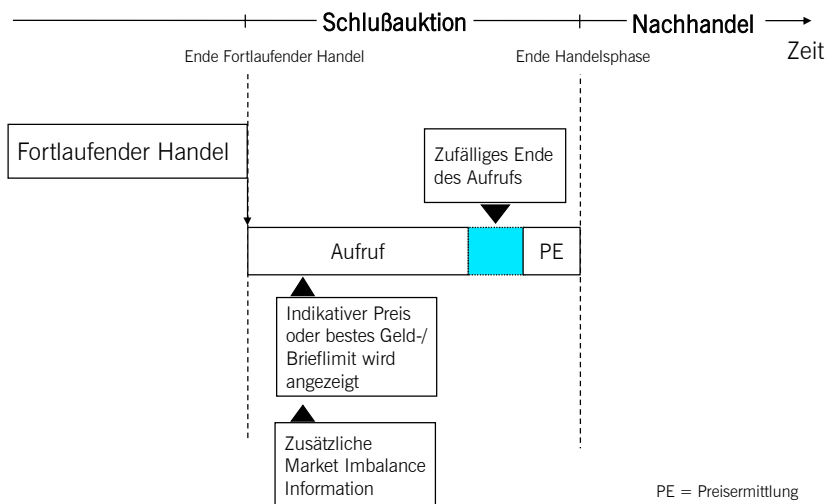 Schlußauktion
Nachhandel
Zeit
Ende Fortlaufender Handel
Ende Handelsphase
Fortlaufender Handel
Zufälliges Ende
des Aufrufs
Aufruf
PE
Indikativer Preis
oder bestes Geld-/
Brieflimit wird
angezeigt
Zusätzliche
Market Imbalance
Information
PE = Preisermittlung